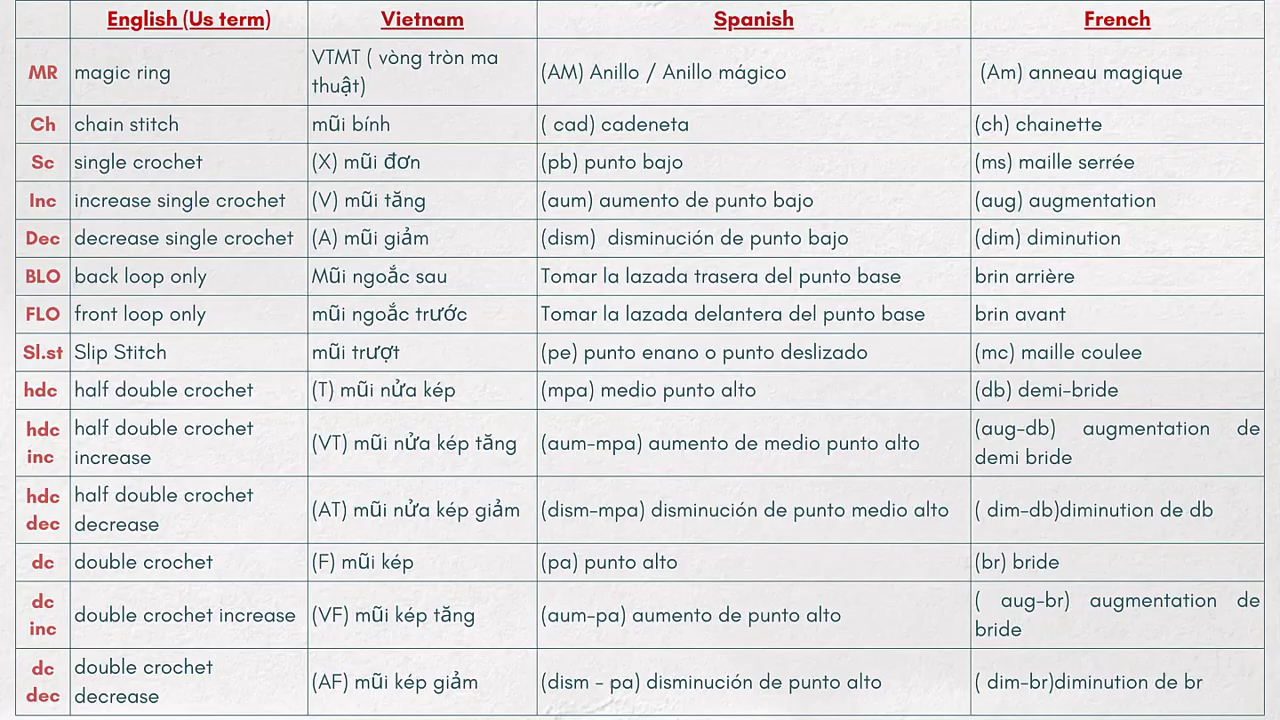 English (Us term) Vietnam Spanish French
MR magic ring VTMT ( vòng tròn ma thuật) (AM) Anillo / Anillo mágico (Am) anneau magique
Ch chain stitch mũi bính ( cad) cadeneta (ch) chainette
Sc single crochet (X) mũi đơn (pb) punto bajo (ms) maille serrée
Inc increase single crochet (V) mũi tăng (aum) aumento de punto bajo (aug) augmentation
Dec decrease single crochet (A) mũi giảm (dism) disminución de punto bajo (dim) diminution
BLO back loop only Mũi ngoắc sau Tomar la lazada trasera del punto base brin arrière
FLO front loop only mũi ngoắc trước Tomar la lazada delantera del punto base brin avant
Sl.st Slip Stitch mũi trượt (pe) punto enano o punto deslizado (mc) maille coulee
hdc half double crochet (T) mũi nửa kép (mpa) medio punto alto (db) demi-bride
hdc inc half double crochet increase (VT) mũi nửa kép tăng (aum-mpa) aumento de medio punto alto (aug-db) augmentation de demi bride
hdc dec half double crochet decrease (AT) mũi nửa kép giảm (dism-mpa) disminución de punto medio alto ( dim-db)diminution de db
dc double crochet (F) mũi kép (pa) punto alto (br) bride
dc inc double crochet increase (VF) mũi kép tăng (aum-pa) aumento de punto alto ( aug-br) augmentation de bride
dc dec double crochet decrease (AF) mũi kép giảm (dism - pa) disminución de punto alto ( dim-br)diminution de br